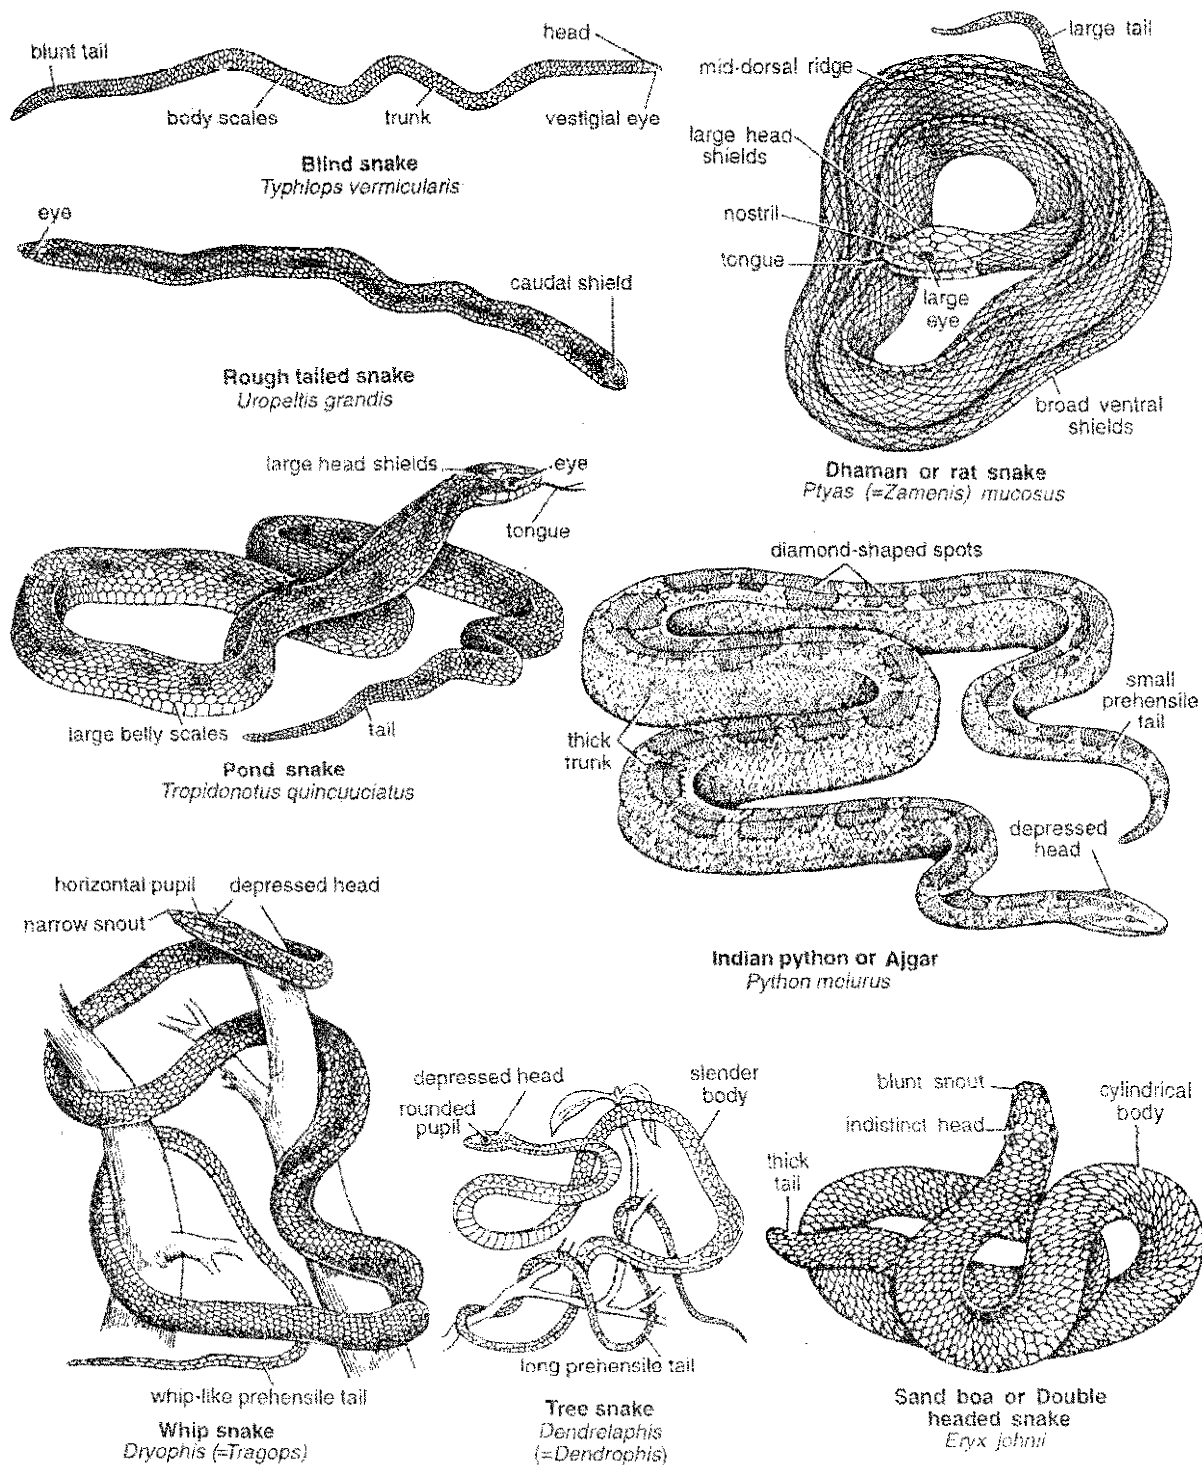 blunt tail
head
body scales
trunk
vestigial eye
Blind snake
Typhlops vermicularis
eye
caudal shield
Rough tailed snake
Uropeltis grandis
large tail
mid-dorsal ridge
large head
shields
nostril
tongue
large
eye
broad ventral
shields
Dhaman or rat snake
Ptyas (=Zamenis) mucosus
large head shields
eye
tongue
large belly scales
tail
Pond snake
Tropidonotus quincuuciatus
diamond-shaped spots
small
prehensile
tail
thick
trunk
depressed
head
Indian python or Ajgar
Python molurus
horizontal pupil
depressed head
narrow snout
whip-like prehensile tail
Whip snake
Dryophis (=Tragops)
depressed head
rounded
pupil
slender
body
long prehensile tail
Tree snake
Dendrelaphis
(=Dendrophis)
blunt snout
indistinct head
cylindrical
body
thick
tail
Sand boa or Double
headed snake
Eryx johnii